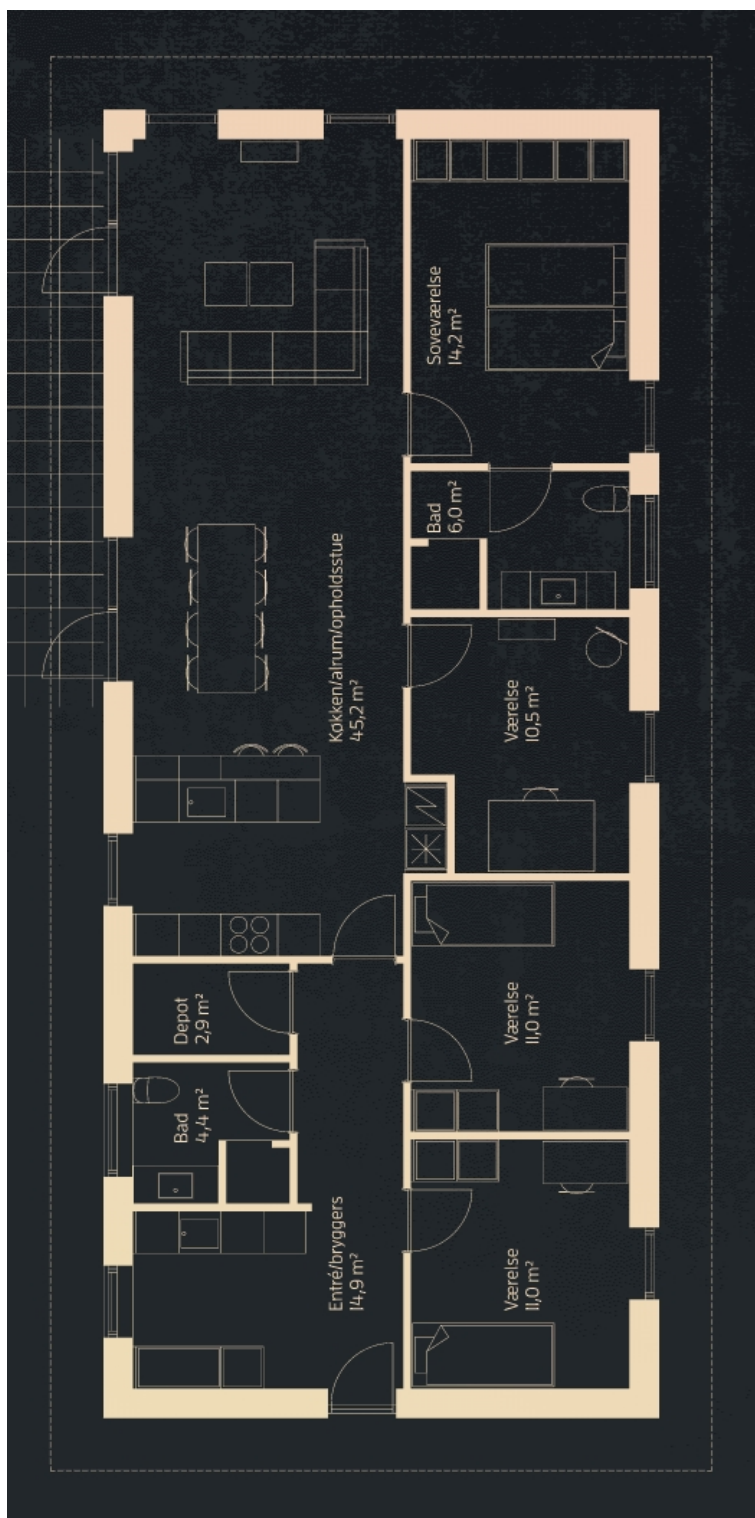 Soveværelse
14,2 m²
Bad
6,0 m²
Køkken/alrum/opholdsstue
45,2 m²
Værelse
10,5 m²
Værelse
11,0 m²
Depot
2,9 m²
Bad
4,4 m²
Entré/bryggers
14,9 m²
Værelse
11,0 m²